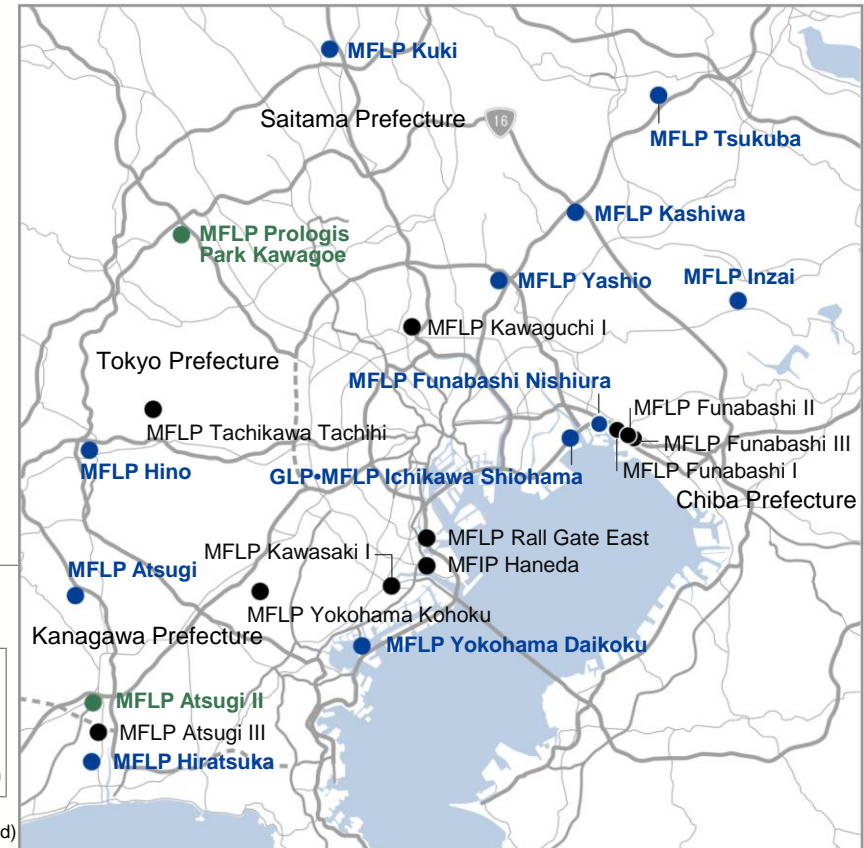 MFLP Kuki
Saitama Prefecture
16
MFLP Tsukuba
MFLP Kashiwa
MFLP Prologis
Park Kawagoe
MFLP Inzai
MFLP Yashio
MFLP Kawaguchi I
Tokyo Prefecture
MFLP Funabashi Nishiura
MFLP Funabashi II
MFLP Tachikawa Tachihi
MFLP Funabashi III
MFLP Hino
GLP•MFLP Ichikawa Shiohama
MFLP Funabashi I
Chiba Prefecture
MFLP Rall Gate East
MFLP Kawasaki I
MFIP Haneda
MFLP Atsugi
MFLP Yokohama Kohoku
Kanagawa Prefecture
MFLP Yokohama Daikoku
MFLP Atsugi II
MFLP Atsugi III
MFLP Hiratsuka
d)